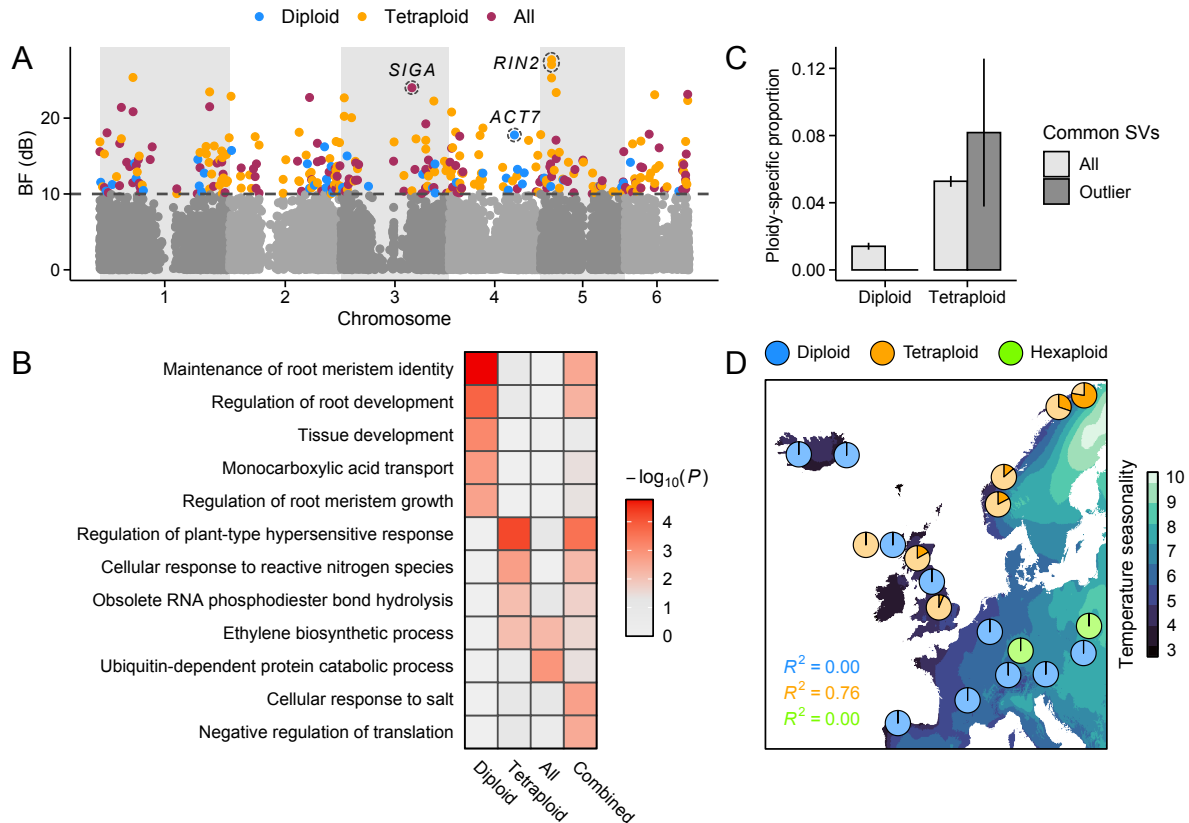 Diploid Tetraploid All
A
BF (dB)
20
10
0
SIGA
ACT7
RIN2
1 2 3 4 5 6
Chromosome
C
Ploidy-specific proportion
0.12
0.08
0.04
0.00
Diploid Tetraploid
Common SVs
All
Outlier
B
Maintenance of root meristem identity
Regulation of root development
Tissue development
Monocarboxylic acid transport
Regulation of root meristem growth
Regulation of plant-type hypersensitive response
Cellular response to reactive nitrogen species
Obsolete RNA phosphodiester bond hydrolysis
Ethylene biosynthetic process
Ubiquitin-dependent protein catabolic process
Cellular response to salt
Negative regulation of translation
Diploid Tetraploid All Combined
−log₁₀(P)
4
3
2
1
0
D
Diploid Tetraploid Hexaploid
R² = 0.00
R² = 0.76
R² = 0.00
Temperature seasonality
10
9
8
7
6
5
4
3